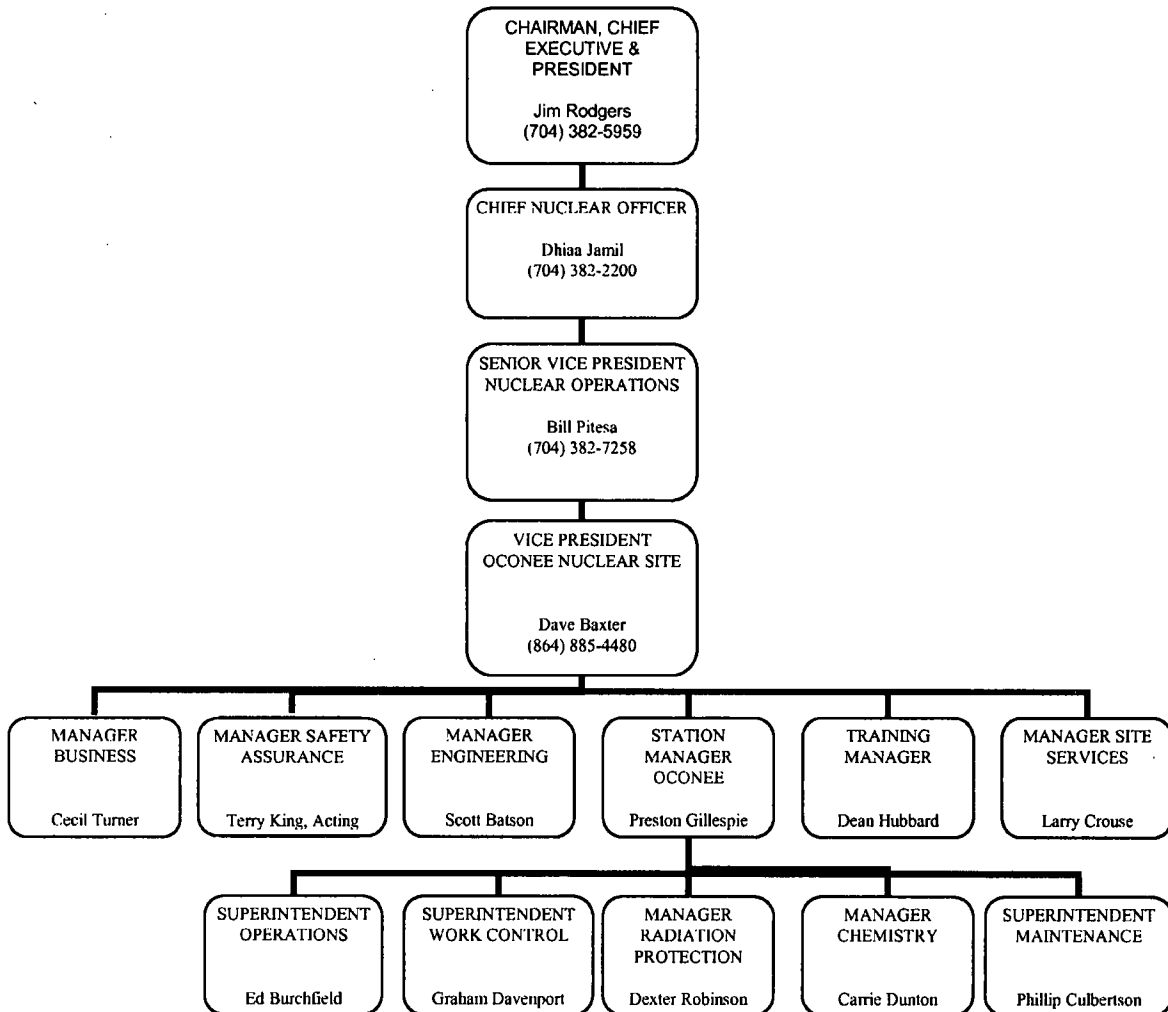 CHAIRMAN, CHIEF
EXECUTIVE &
PRESIDENT
Jim Rodgers
(704) 382-5959
CHIEF NUCLEAR OFFICER
Dhiaa Jamil
(704) 382-2200
SENIOR VICE PRESIDENT
NUCLEAR OPERATIONS
Bill Pitesa
(704) 382-7258
VICE PRESIDENT
OCONEE NUCLEAR SITE
Dave Baxter
(864) 885-4480
MANAGER
BUSINESS
Cecil Turner
MANAGER SAFETY
ASSURANCE
Terry King, Acting
MANAGER
ENGINEERING
Scott Batson
STATION
MANAGER
OCONEE
Preston Gillespie
TRAINING
MANAGER
Dean Hubbard
MANAGER SITE
SERVICES
Larry Crouse
SUPERINTENDENT
OPERATIONS
Ed Burchfield
SUPERINTENDENT
WORK CONTROL
Graham Davenport
MANAGER
RADIATION
PROTECTION
Dexter Robinson
MANAGER
CHEMISTRY
Carrie Dunton
SUPERINTENDENT
MAINTENANCE
Phillip Culbertson